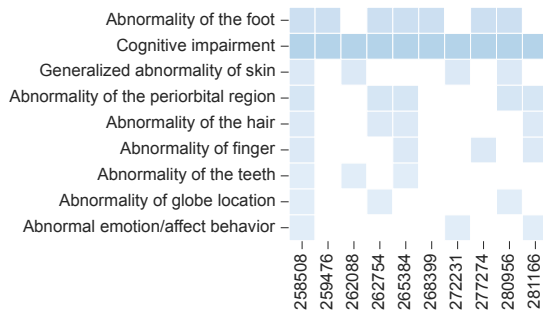 Abnormality of the foot
Cognitive impairment
Generalized abnormality of skin
Abnormality of the periorbital region
Abnormality of the hair
Abnormality of finger
Abnormality of the teeth
Abnormality of globe location
Abnormal emotion/affect behavior
258508
259476
262088
262754
265384
268399
272231
277274
280956
281166